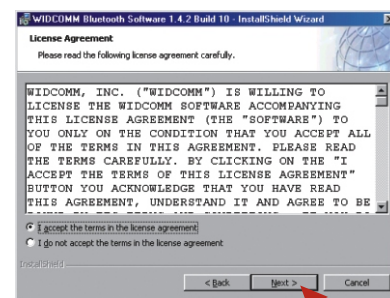 WIDCOMM Bluetooth Software 1.4.2 Build 10 - InstallShield Wizard
License Agreement
Please read the following license agreement carefully.
WIDCOMM, INC. ("WIDCOMM") IS WILLING TO
LICENSE THE WIDCOMM SOFTWARE ACCOMPANYING
THIS LICENSE AGREEMENT (THE "SOFTWARE") TO
YOU ONLY ON THE CONDITION THAT YOU ACCEPT ALL
OF THE TERMS IN THIS AGREEMENT. PLEASE READ
THE TERMS CAREFULLY. BY CLICKING ON THE "I
ACCEPT THE TERMS OF THIS LICENSE AGREEMENT"
BUTTON YOU ACKNOWLEDGE THAT YOU HAVE READ
THIS AGREEMENT, UNDERSTAND IT AND AGREE TO BE
I accept the terms in the license agreement
I do not accept the terms in the license agreement
InstallShield
< Back
Next >
Cancel